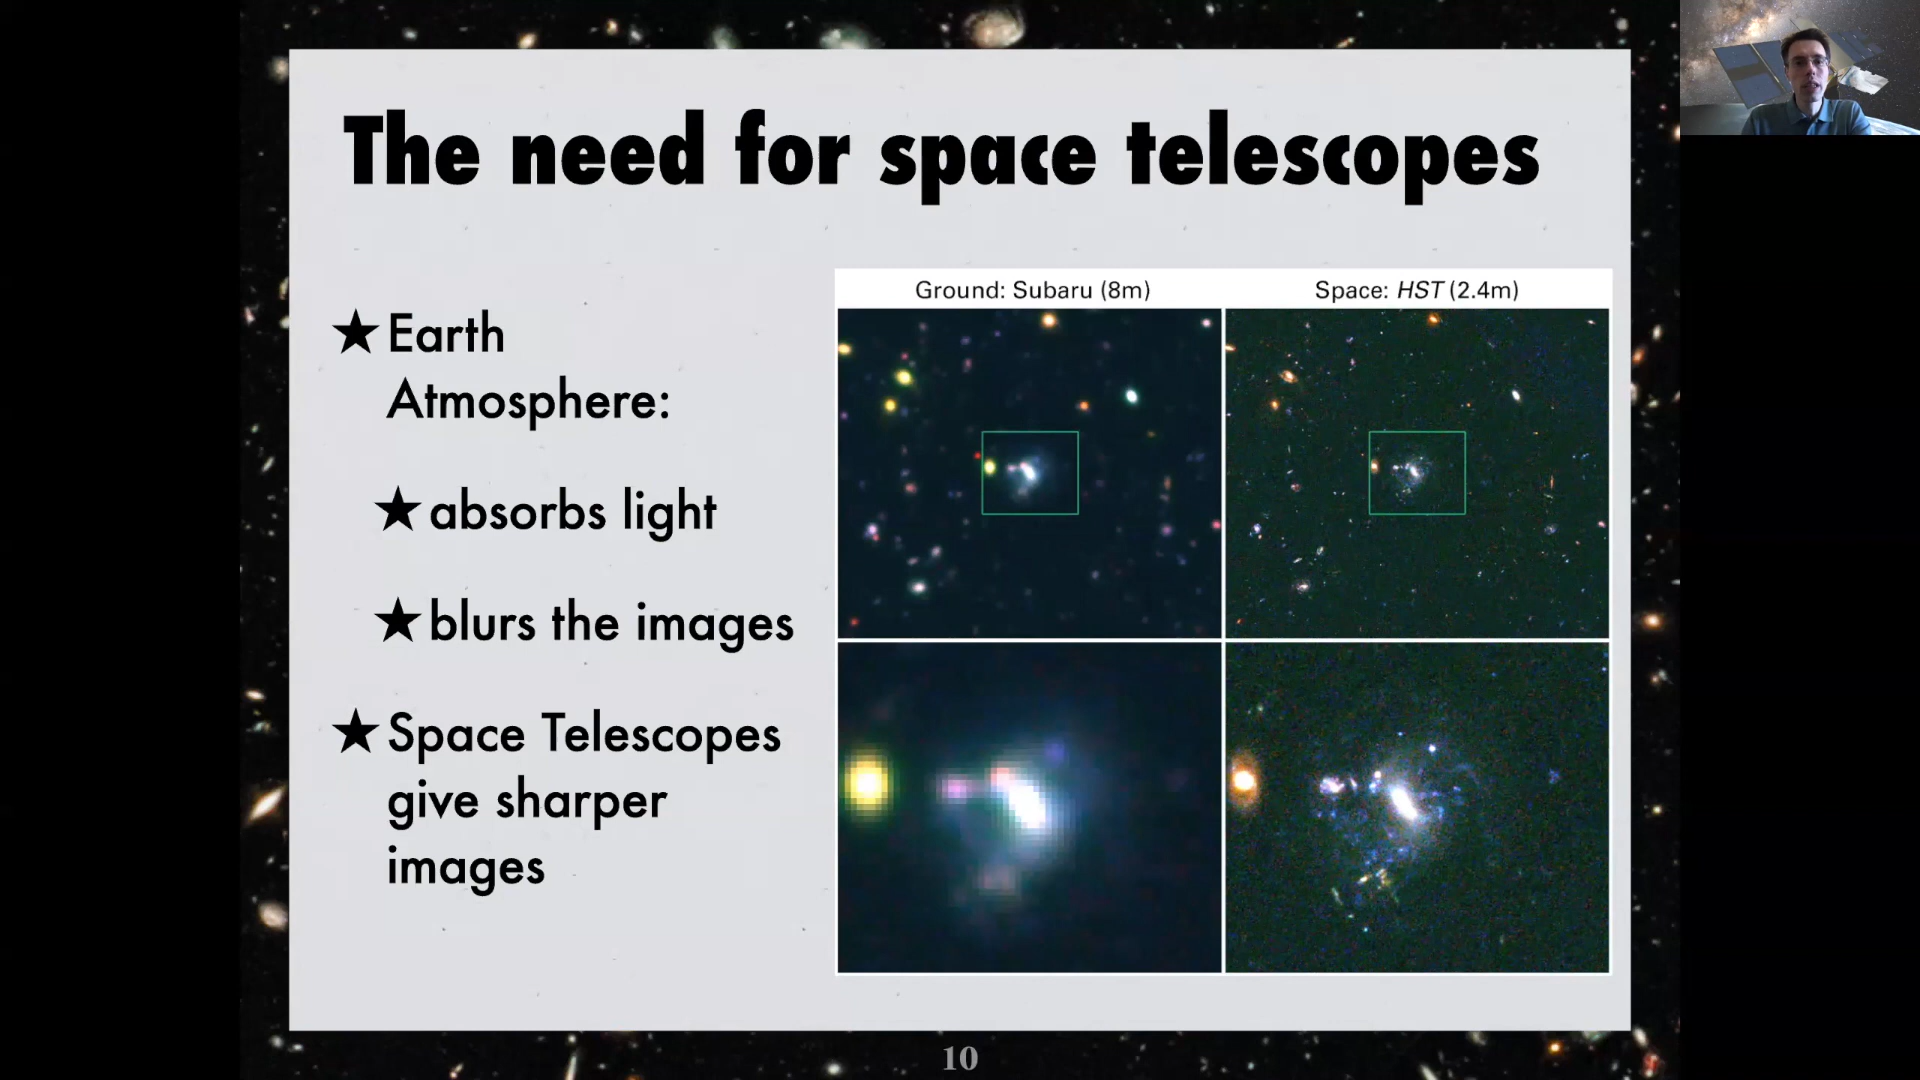 The need for space telescopes
★Earth
Atmosphere:
★absorbs light
★blurs the images
★Space Telescopes
give sharper
images
Ground: Subaru (8m)
Space: HST (2.4m)
10